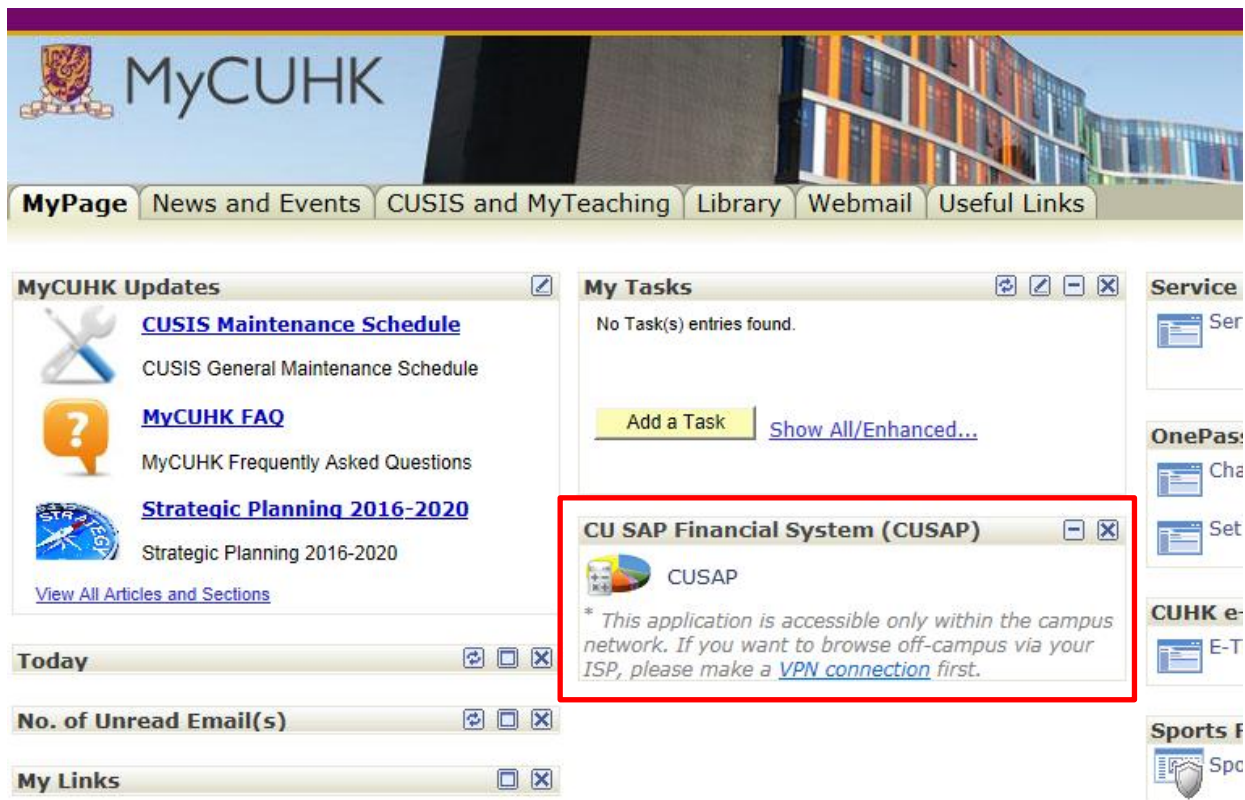 MyCUHK
MyPage News and Events CUSIS and MyTeaching Library Webmail Useful Links
MyCUHK Updates
CUSIS Maintenance Schedule
CUSIS General Maintenance Schedule
MyCUHK FAQ
MyCUHK Frequently Asked Questions
Strategic Planning 2016-2020
Strategic Planning 2016-2020
View All Articles and Sections
Today
No. of Unread Email(s)
My Links
My Tasks
No Task(s) entries found.
Add a Task Show All/Enhanced...
CU SAP Financial System (CUSAP)
CUSAP
* This application is accessible only within the campus
network. If you want to browse off-campus via your
ISP, please make a VPN connection first.
Service
Ser
OnePass
Cha
Set
CUHK e-
E-T
Sports F
Spo